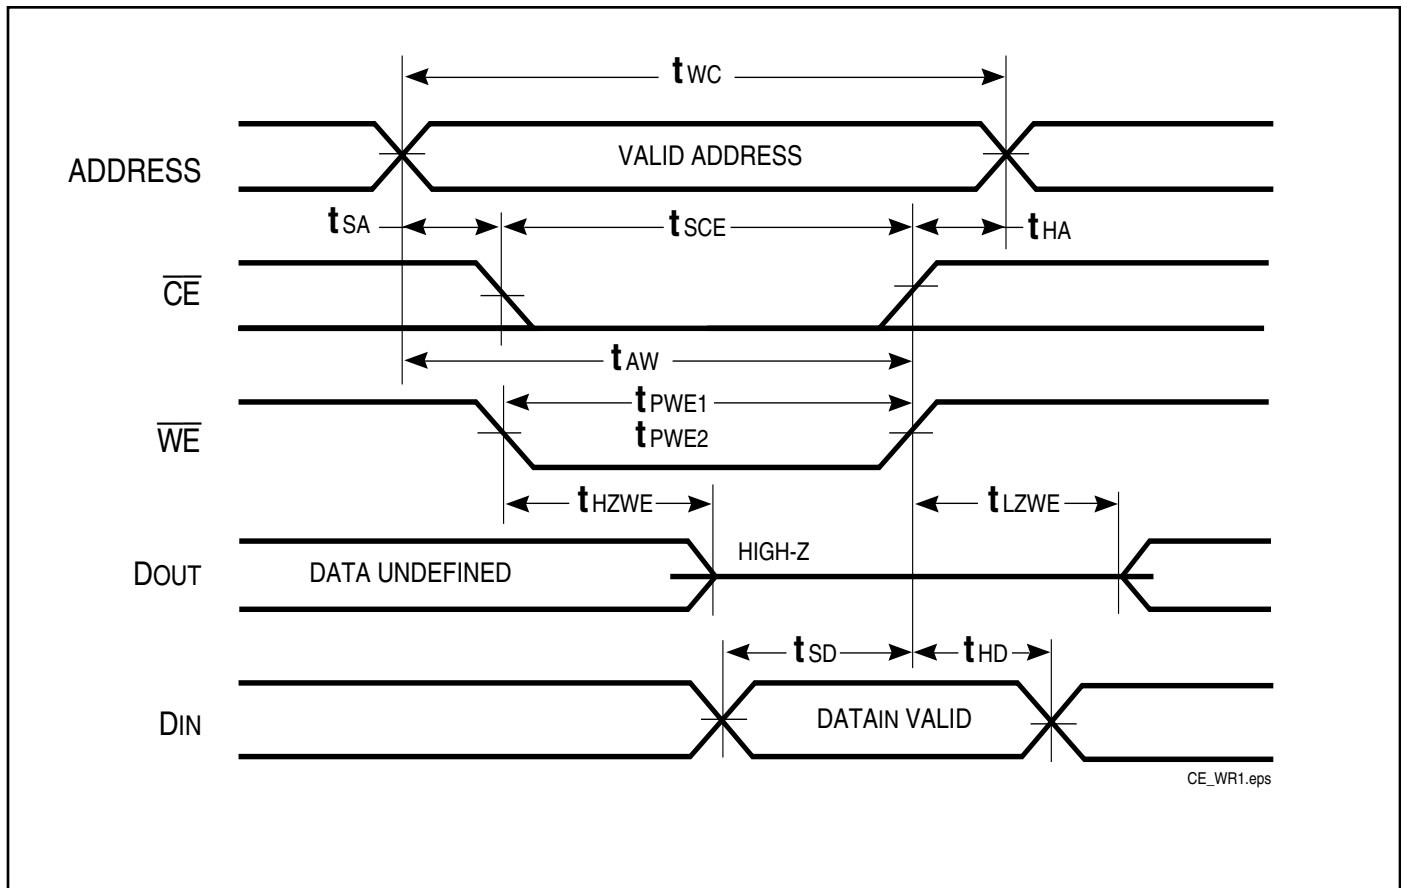 tWC
ADDRESS
VALID ADDRESS
tSA
tSCE
tHA
CE
tAW
WE
tPWE1
tPWE2
tHZWE
tLZWE
DOUT
DATA UNDEFINED
HIGH-Z
tSD
tHD
DIN
DATAIN VALID
CE_WR1.eps